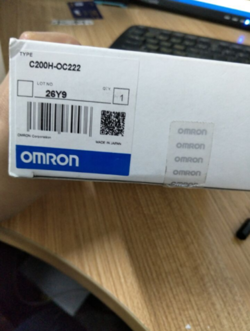 TYPE
C200H-OC222
LOT NO.
26Y9
Q'TY
1
OMRON Corporation
MADE IN JAPAN
OMRON
OMRON
OMRON
OMRON
OMRON